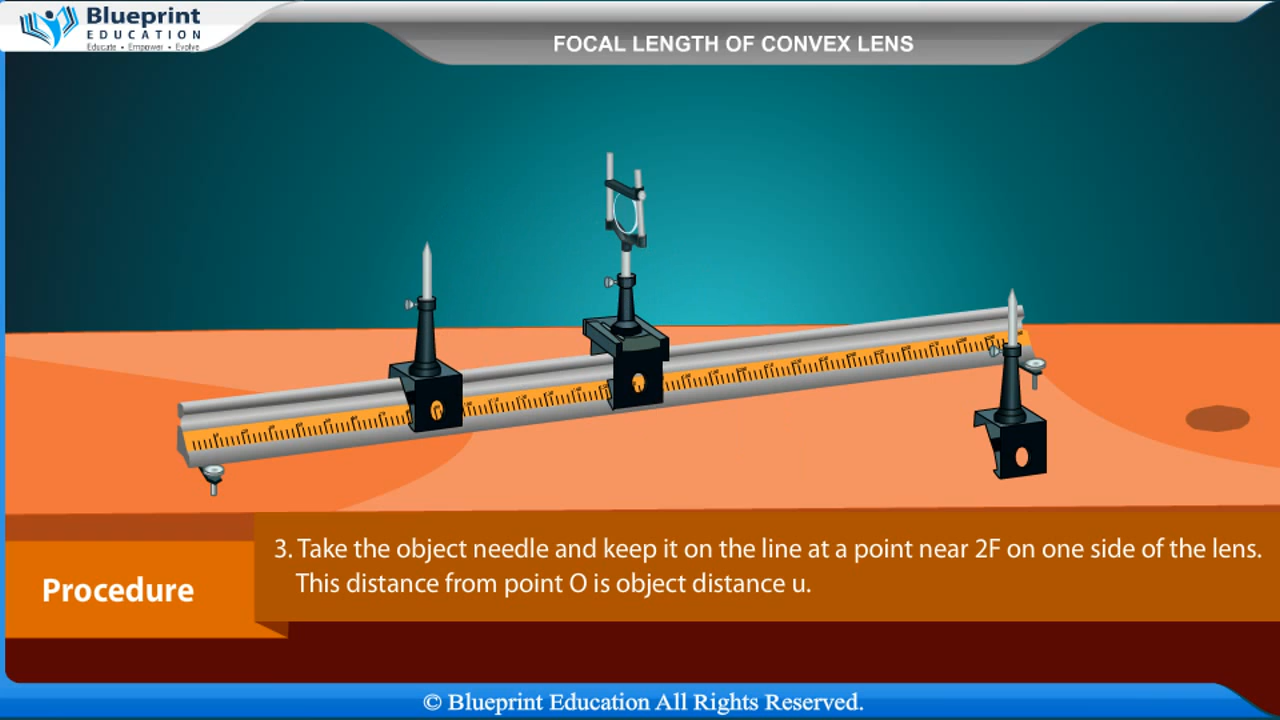 Blueprint
EDUCATION
Educate • Empower • Evolve
FOCAL LENGTH OF CONVEX LENS
3. Take the object needle and keep it on the line at a point near 2F on one side of the lens.
This distance from point O is object distance u.
Procedure
© Blueprint Education All Rights Reserved.